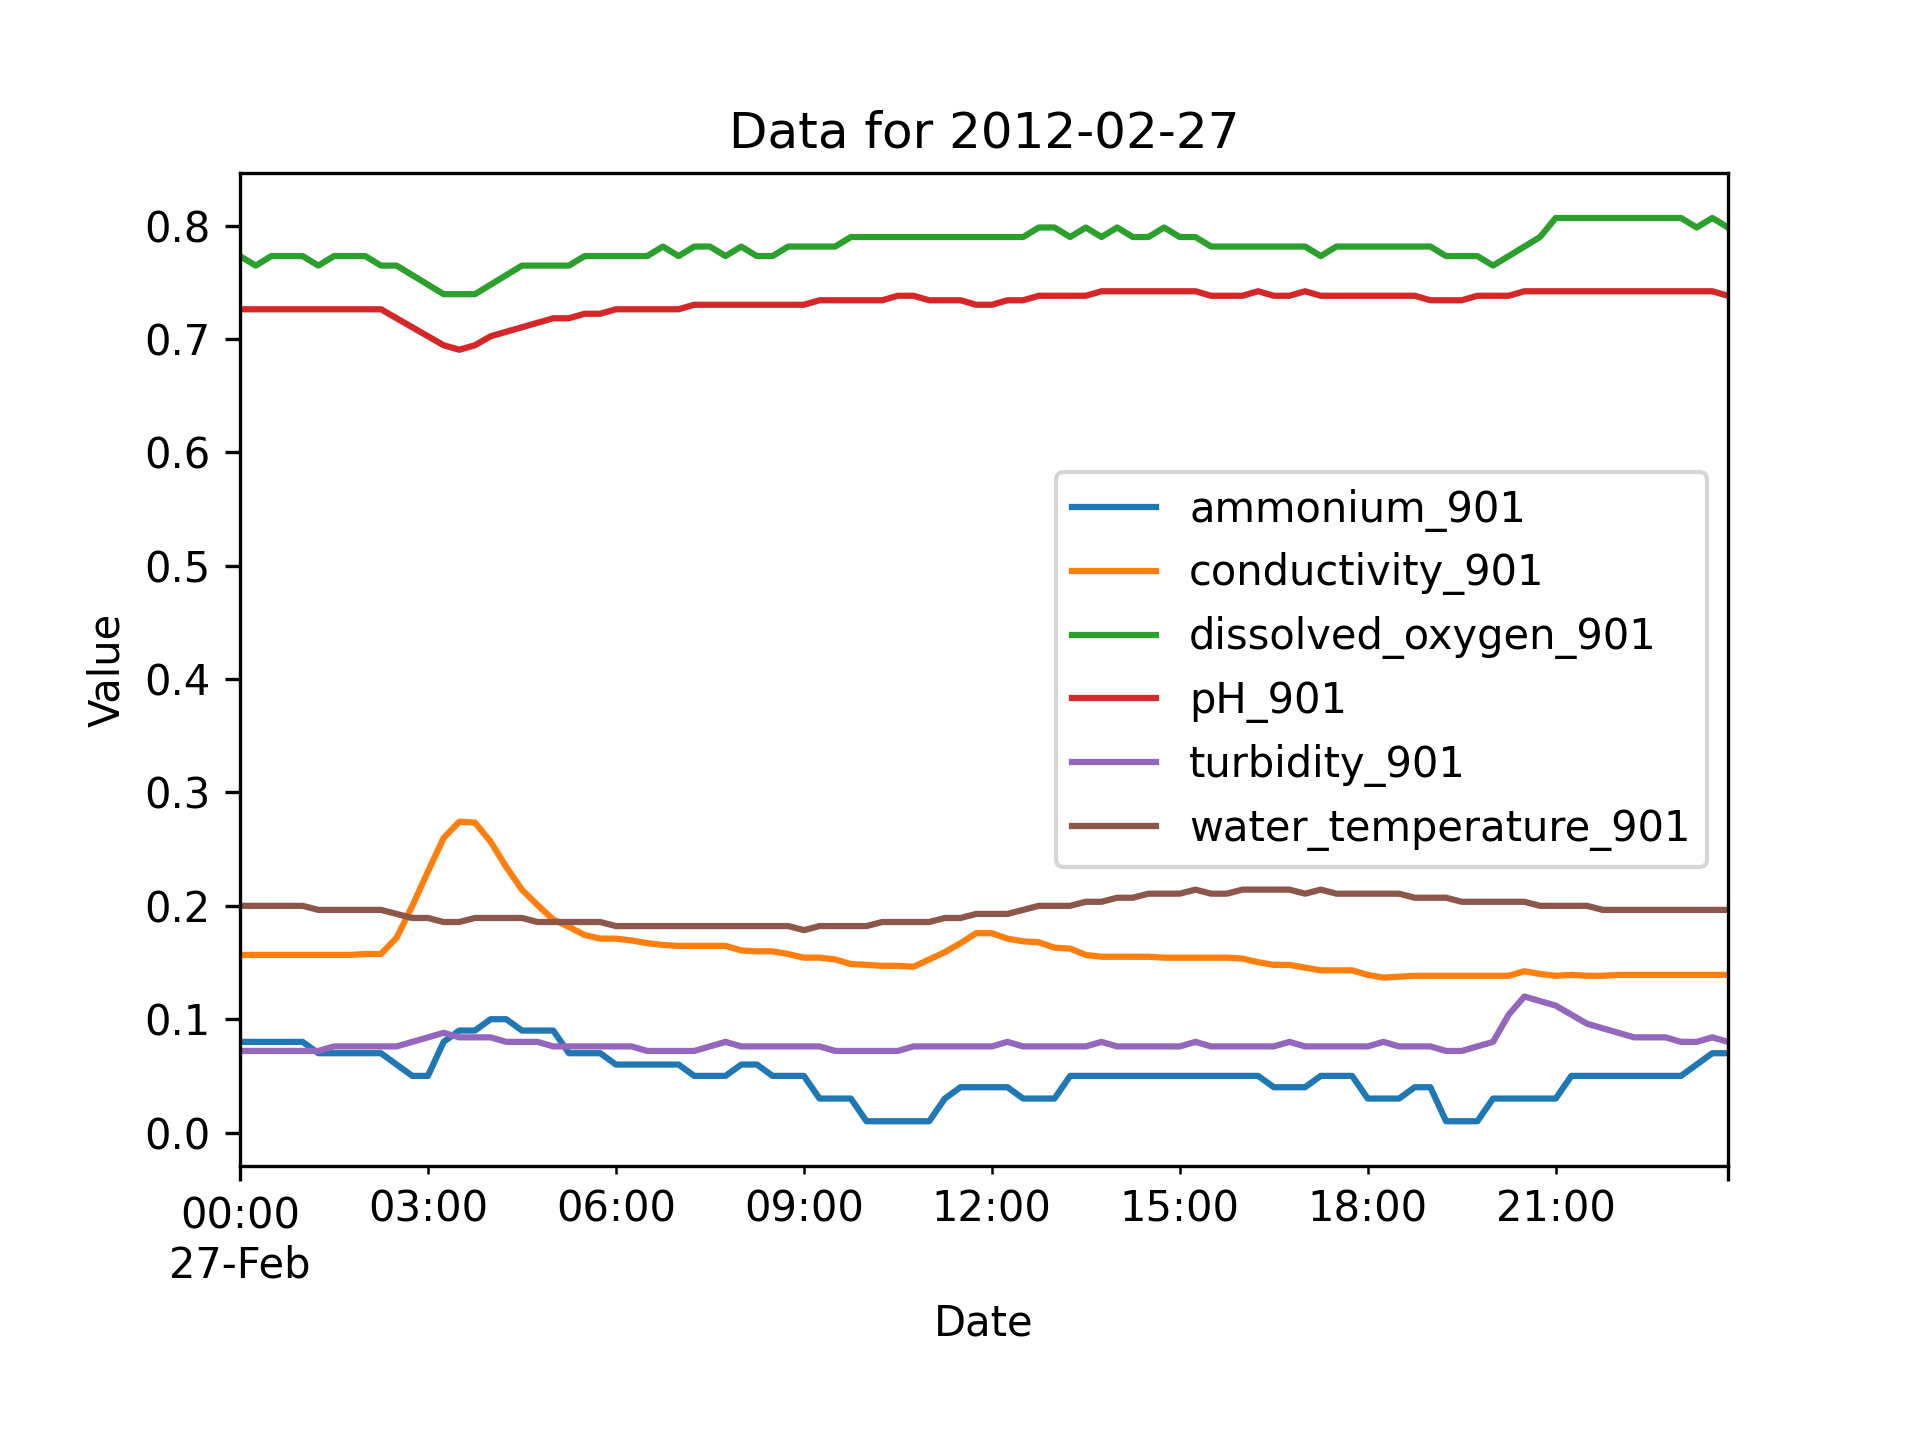 Data for 2012-02-27
Value
0.8
0.7
0.6
0.5
0.4
0.3
0.2
0.1
0.0
ammonium_901
conductivity_901
dissolved_oxygen_901
pH_901
turbidity_901
water_temperature_901
00:00 03:00 06:00 09:00 12:00 15:00 18:00 21:00
27-Feb
Date